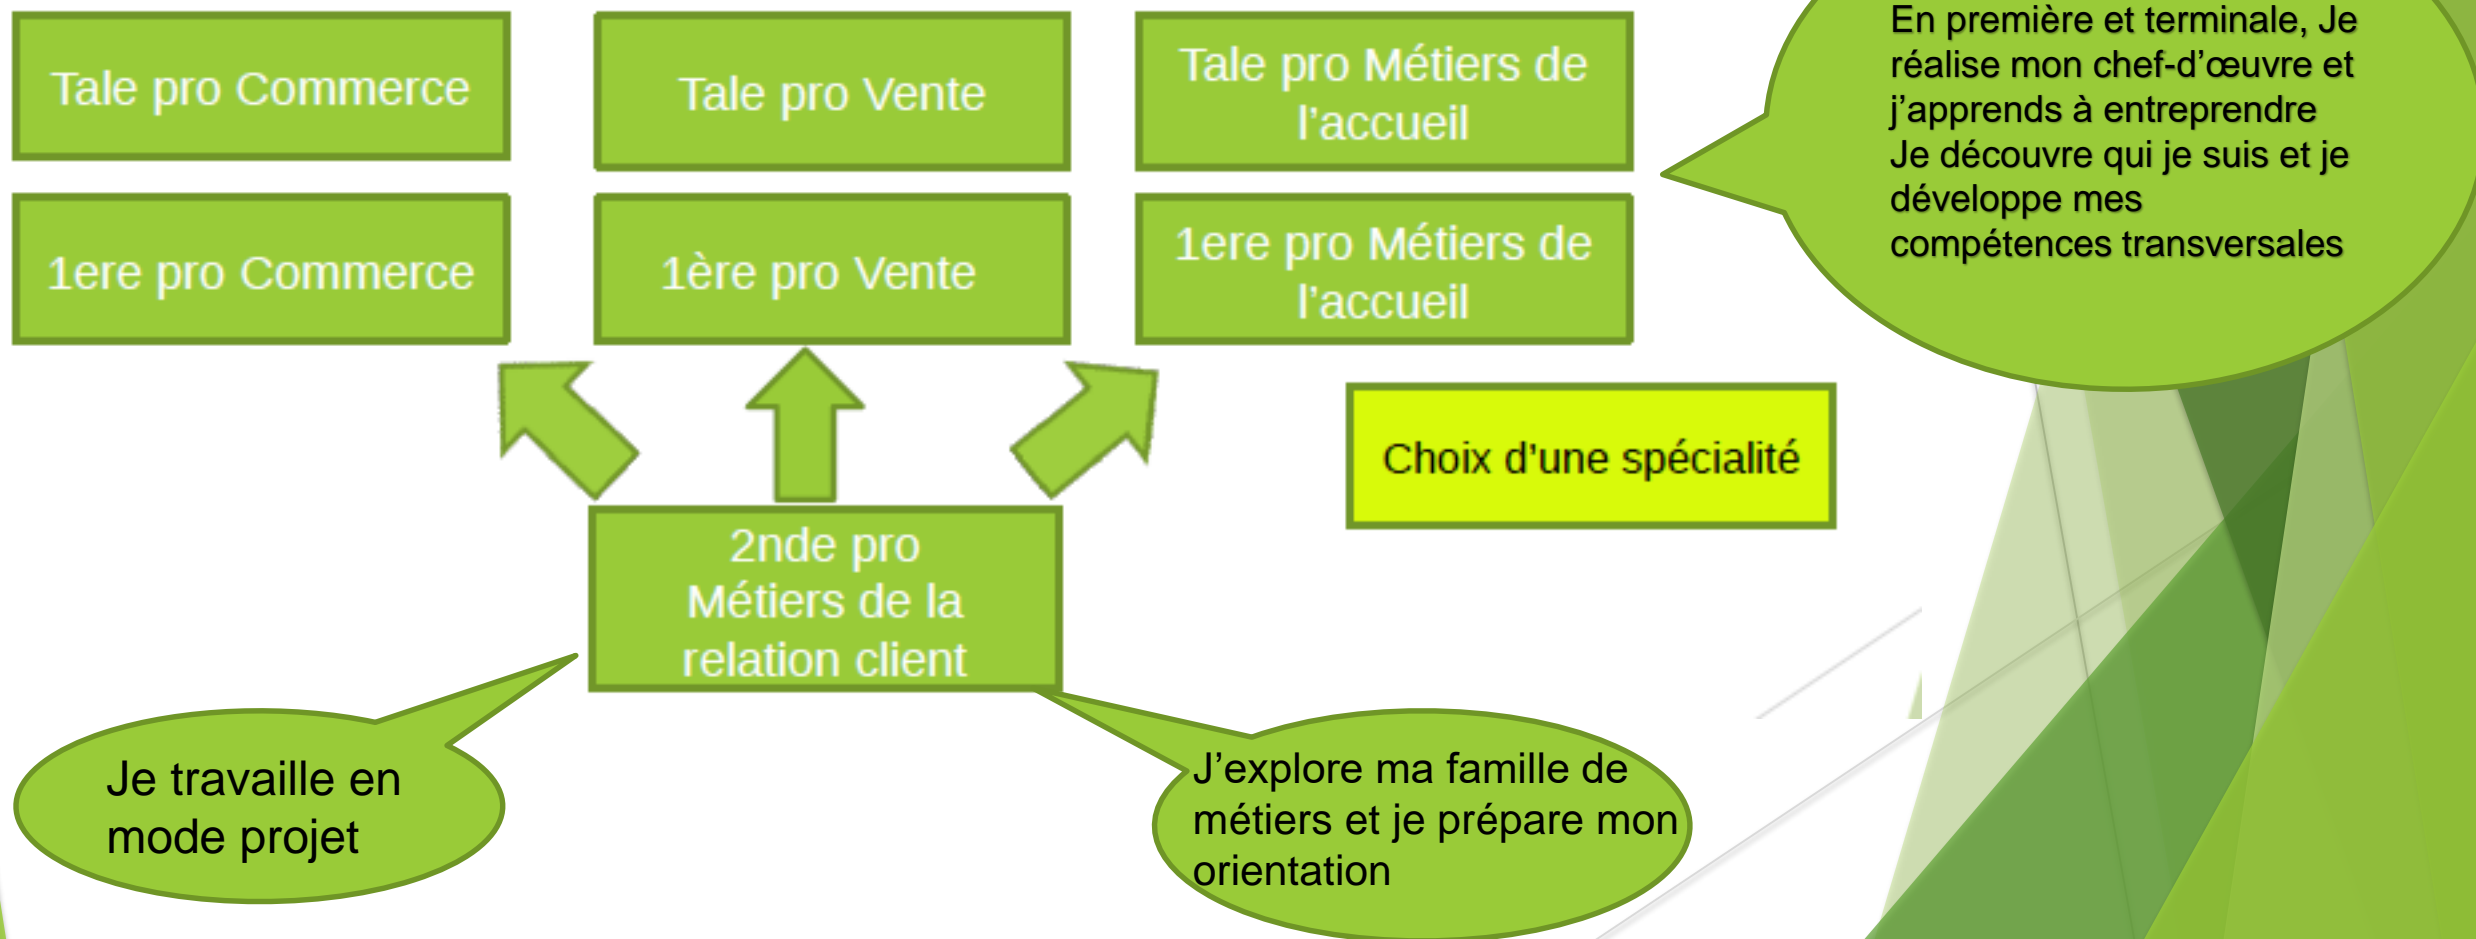 Tale pro Commerce
Tale pro Vente
Tale pro Métiers de
l’accueil
En première et terminale, Je
réalise mon chef-d’œuvre et
j’apprends à entreprendre
Je découvre qui je suis et je
développe mes
compétences transversales
1ere pro Commerce
1ère pro Vente
1ere pro Métiers de
l’accueil
Choix d’une spécialité
2nde pro
Métiers de la
relation client
Je travaille en
mode projet
J’explore ma famille de
métiers et je prépare mon
orientation